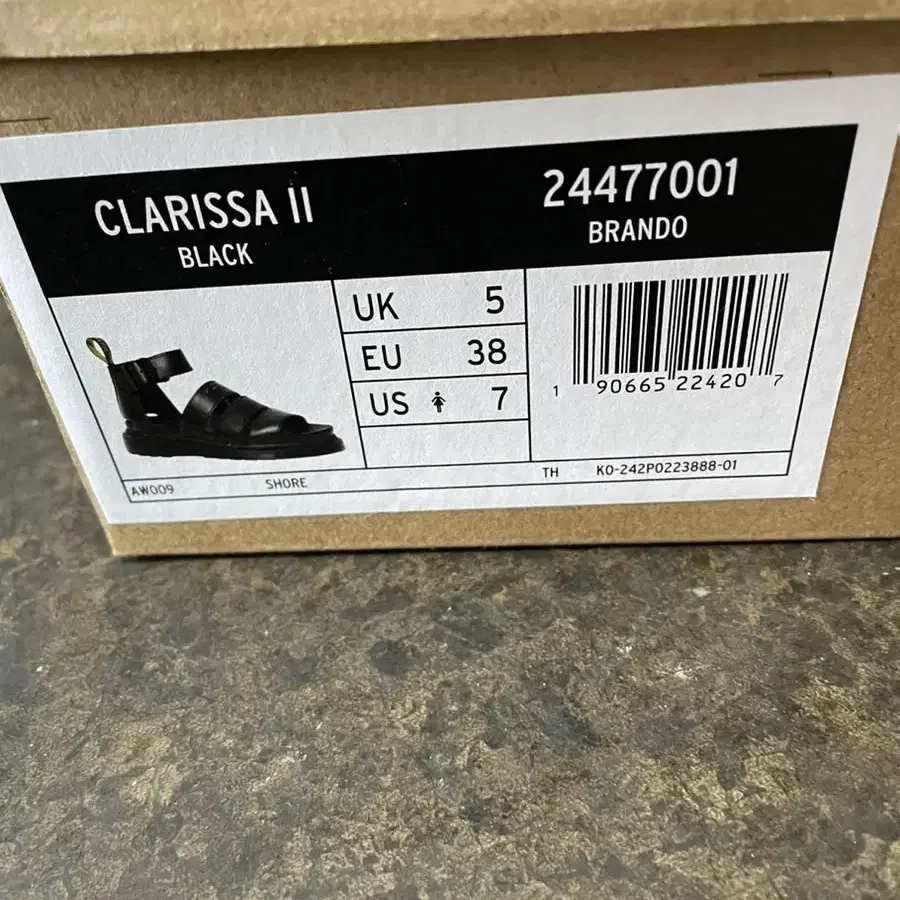 CLARISSA II
BLACK
24477001
BRANDO
UK 5
EU 38
US 7
1 90665 22420 7
AW009 SHORE TH K0-242P0223888-01